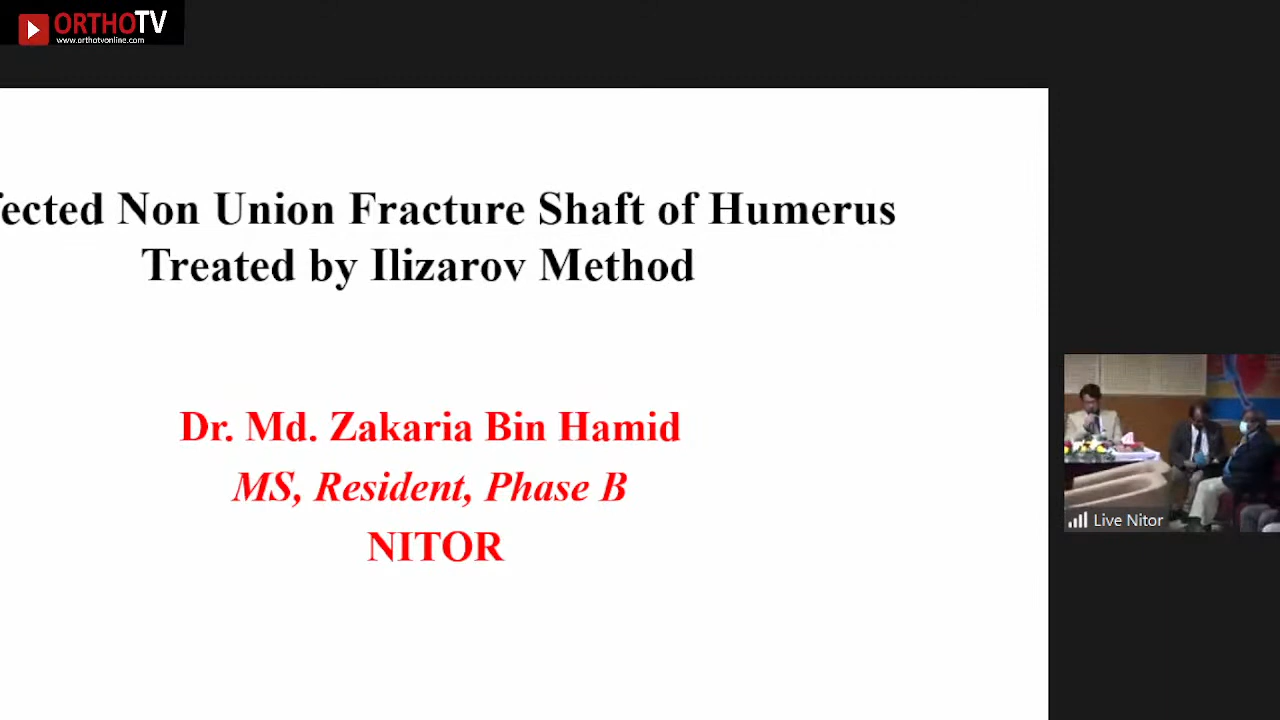 ORTHOTV
www.orthotvonline.com
fected Non Union Fracture Shaft of Humerus
Treated by Ilizarov Method
Dr. Md. Zakaria Bin Hamid
MS, Resident, Phase B
NITOR
Live Nitor